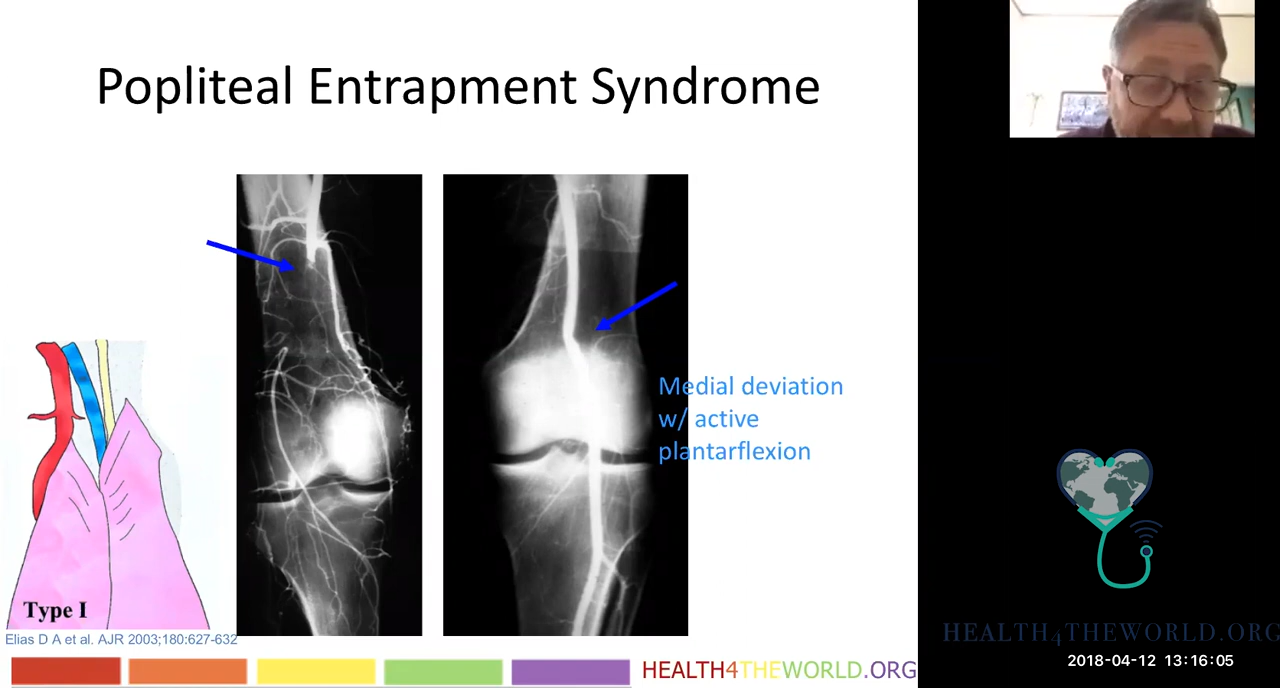 Popliteal Entrapment Syndrome
Medial deviation
w/ active
plantarflexion
Type I
Elias D A et al. AJR 2003;180:627-632
HEALTH4THEWORLD.ORG
HEALTH4THEWORLD.ORG
2018-04-12 13:16:05